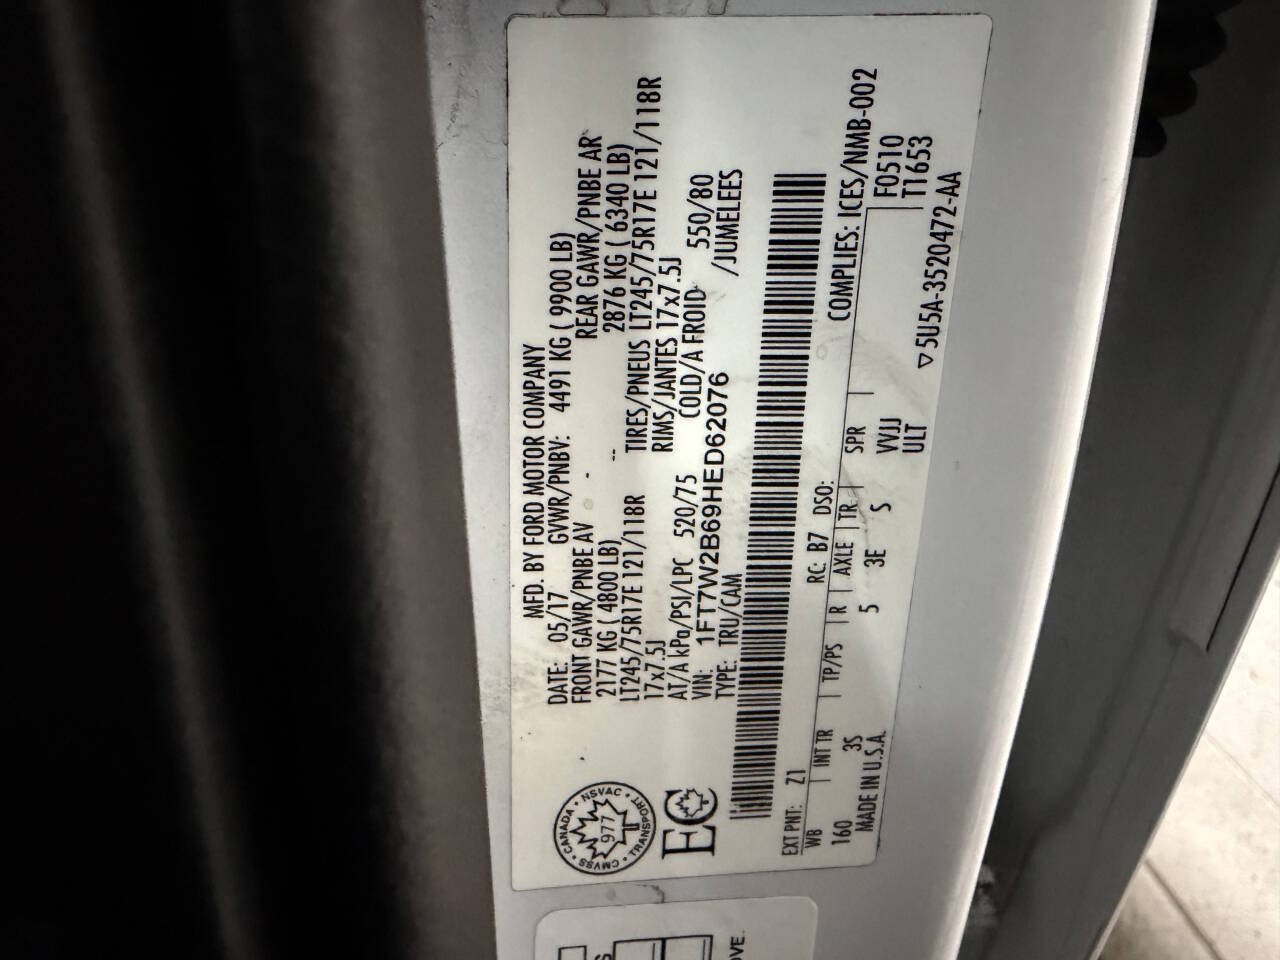 MFD. BY FORD MOTOR COMPANY
DATE: 05/17 GVWR/PNBV: 4491 KG ( 9900 LB)
FRONT GAWR/PNBE AV - REAR GAWR/PNBE AR
2177 KG ( 4800 LB) -- 2876 KG ( 6340 LB)
LT245/75R17E 121/118R TIRES/PNEUS LT245/75R17E 121/118R
17x7.5J RIMS/JANTES 17x7.5J
AT/A kPa/PSI/LPC 520/75 COLD/A FROID 550/80
VIN: 1FT7W2B69HED62076 /JUMELEES
TYPE: TRU/CAM
CANADA • NSVAC • TRANSPORT • CMVSS •
977
EC
EXT PNT: Z1 RC: B7 DSO: COMPLIES: ICES/NMB-002
WB INT TR TP/PS R AXLE TR SPR F0510
160 3S 5 3E S VVJJ T1653
MADE IN U.S.A. ULT
▽5U5A-3520472-AA
OVE.